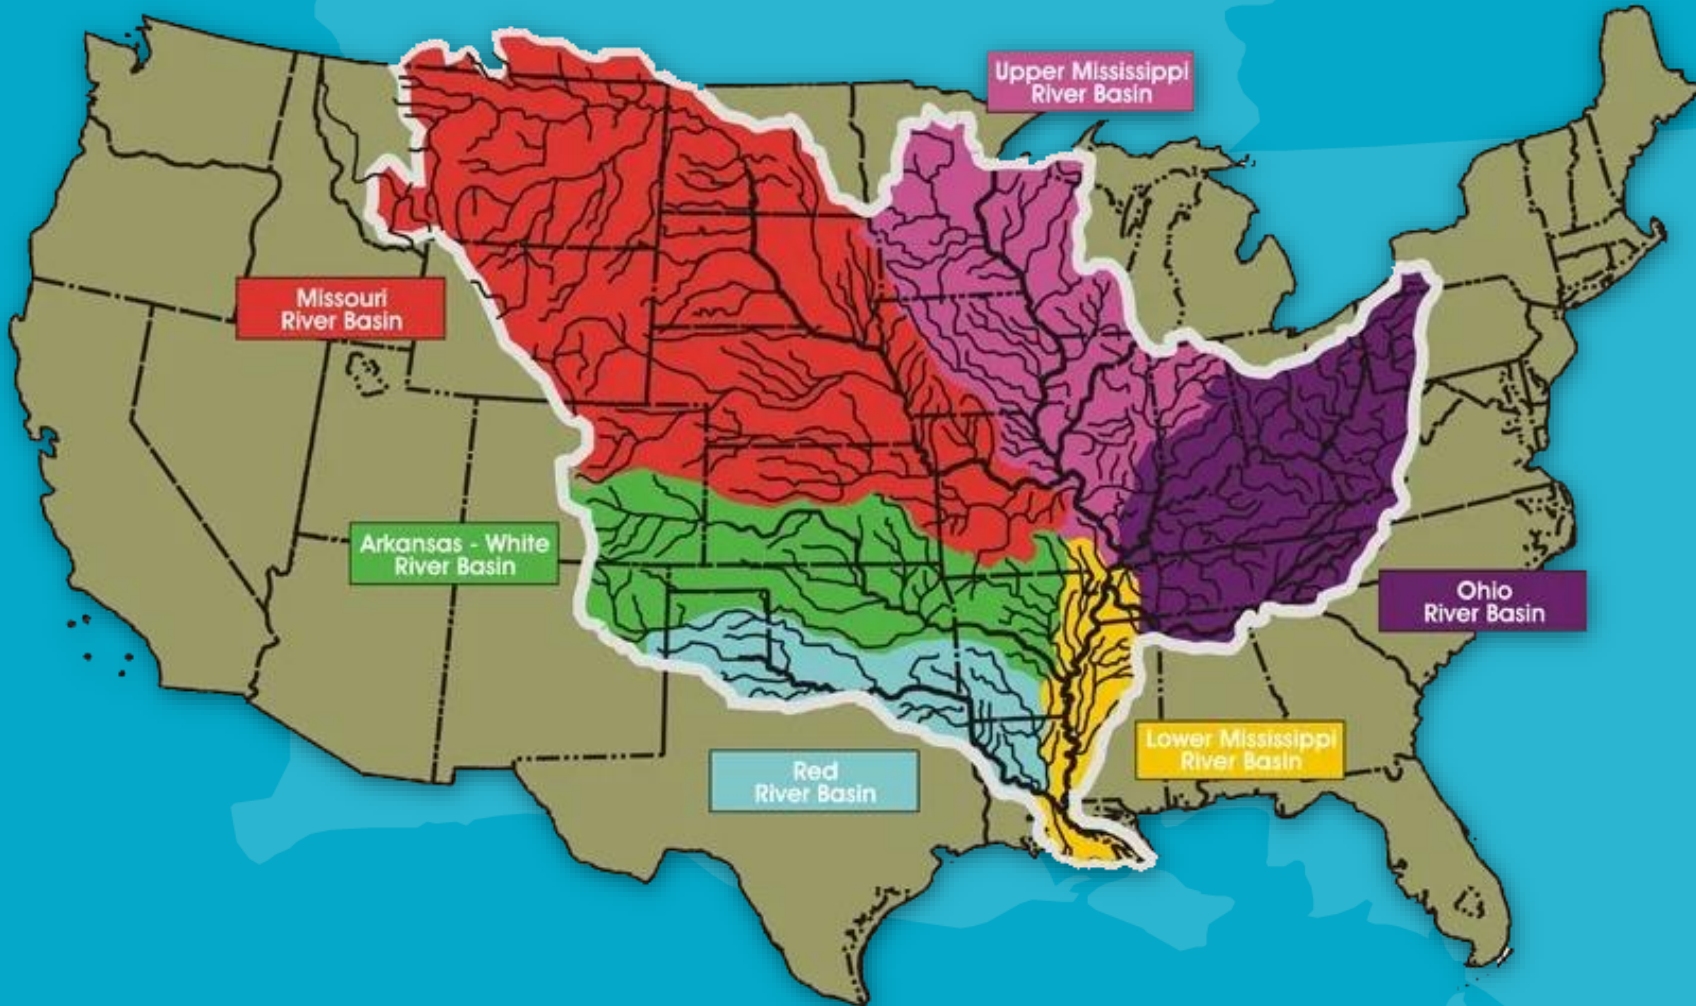 Upper Mississippi
River Basin
Missouri
River Basin
Arkansas - White
River Basin
Ohio
River Basin
Lower Mississippi
River Basin
Red
River Basin